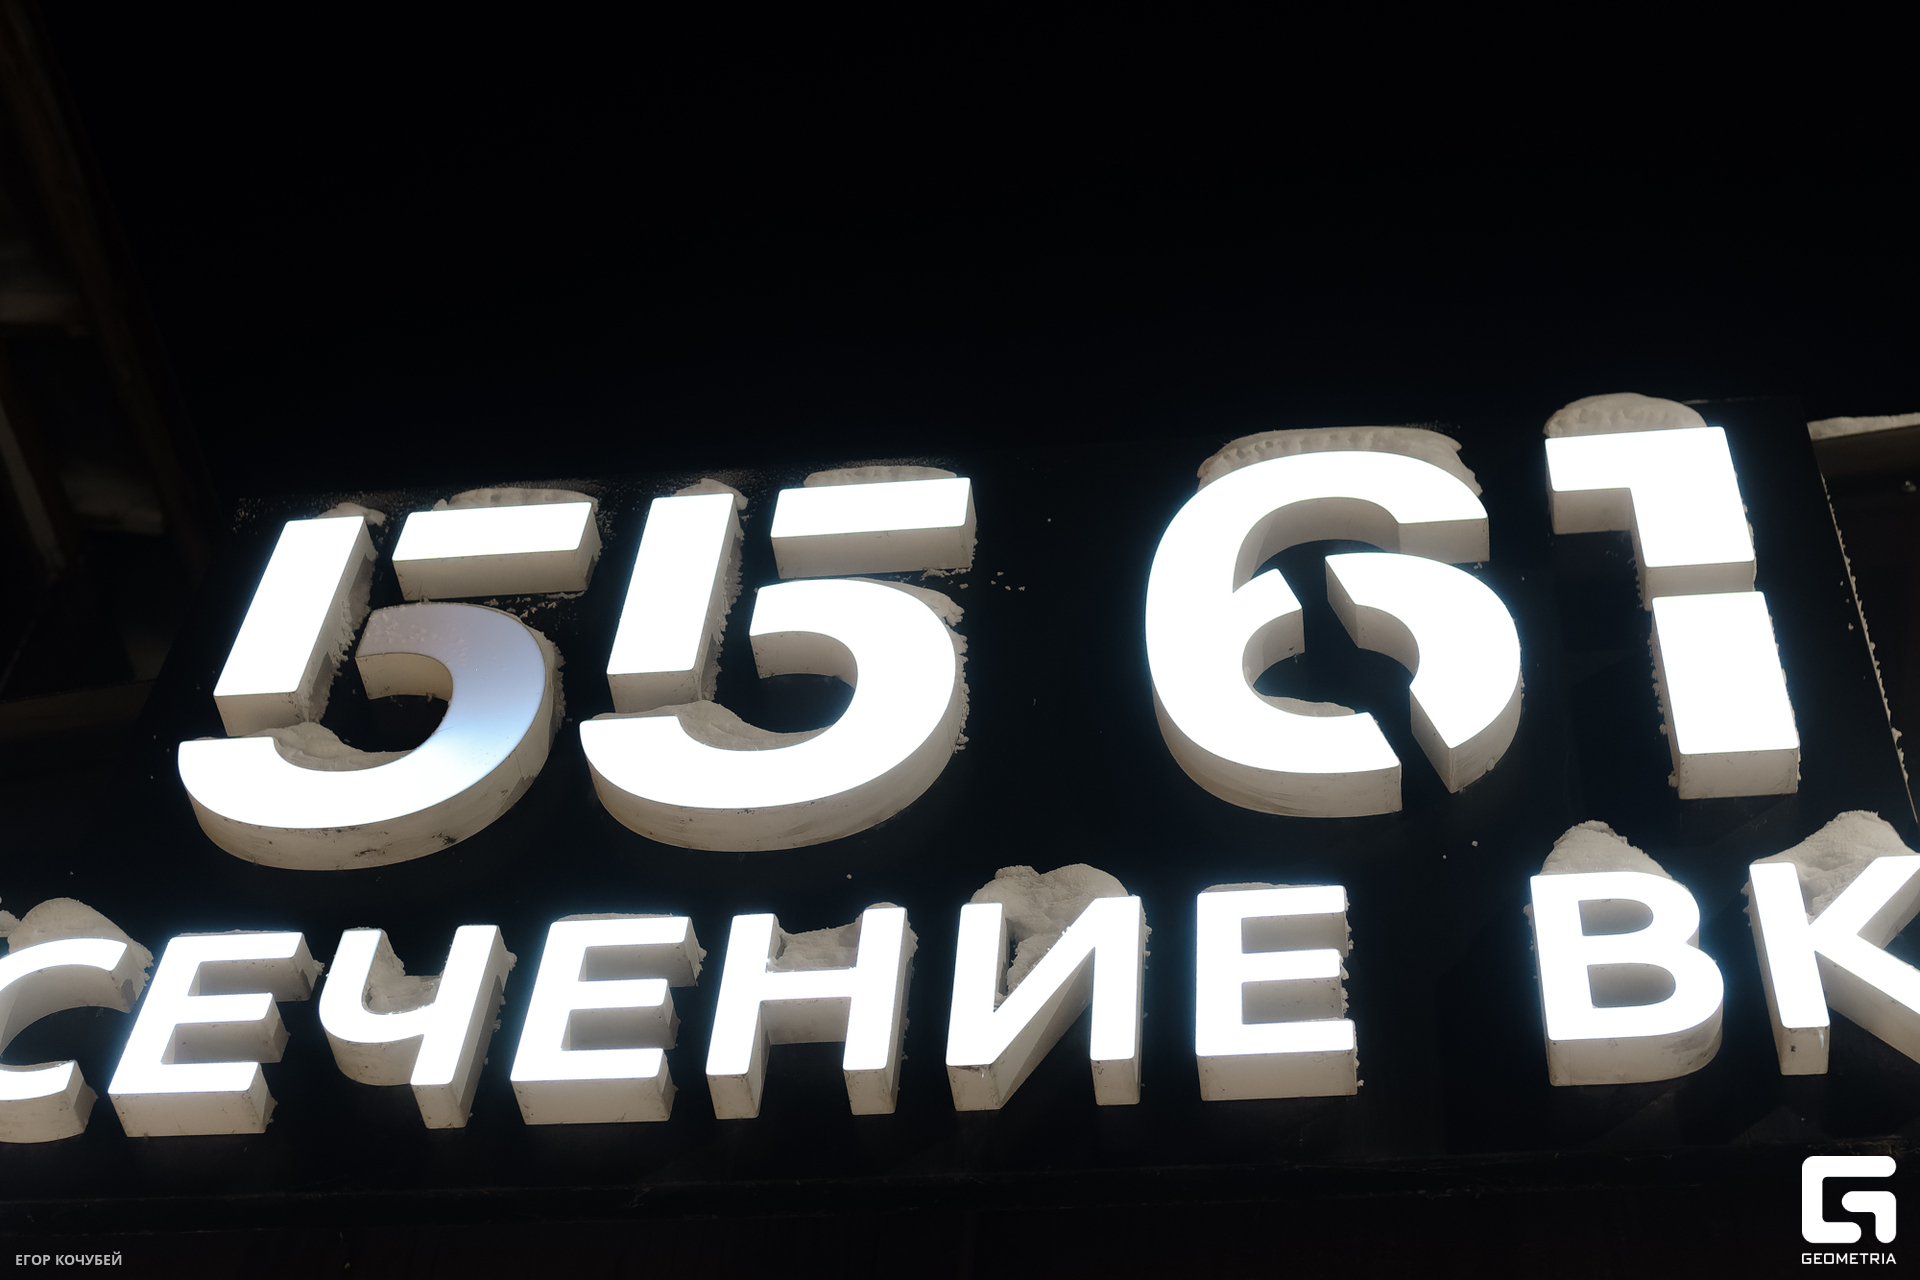 55 61
СЕЧЕНИЕ ВК
ЕГОР КОЧУБЕЙ
GEOMETRIA